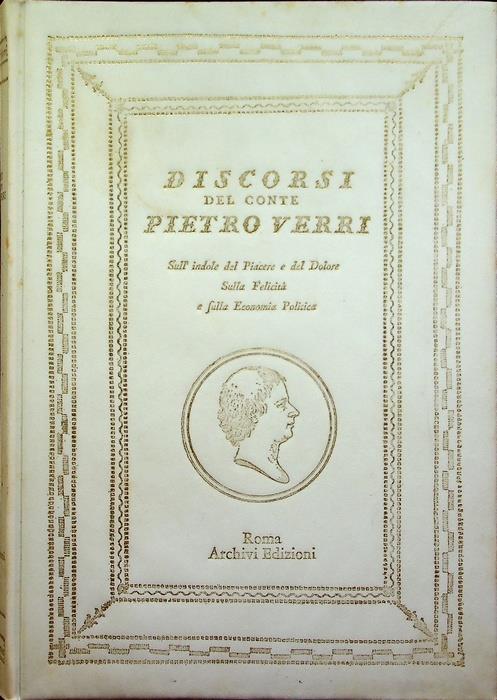 DISCORSI
DEL CONTE
PIETRO VERRI
Sull' indole del Piacere e del Dolore
Sulla Felicità
e ſulla Economia Politica
Roma
Archivi Edizioni